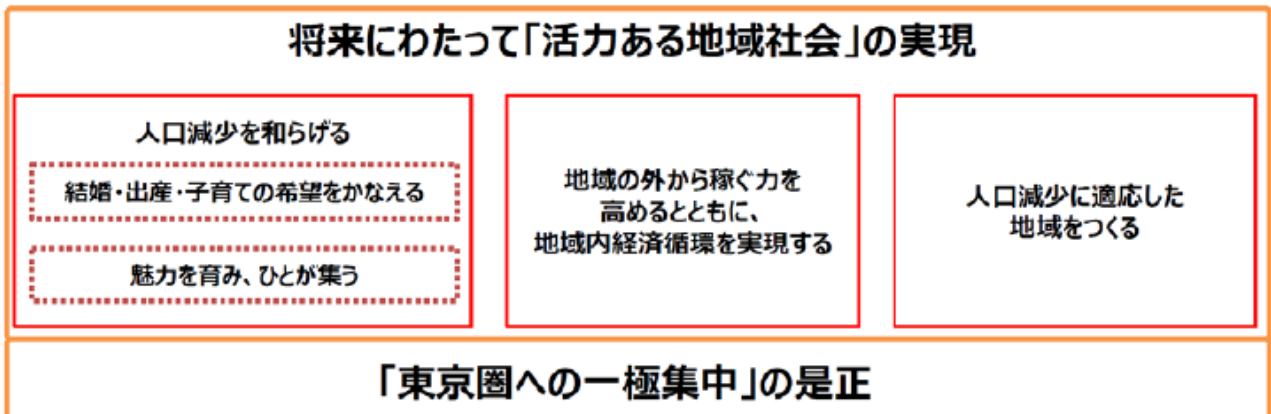 将来にわたって「活力ある地域社会」の実現
人口減少を和らげる
結婚・出産・子育ての希望をかなえる
魅力を育み、ひとが集う
地域の外から稼ぐ力を
高めるとともに、
地域内経済循環を実現する
人口減少に適応した
地域をつくる
「東京圏への一極集中」の是正